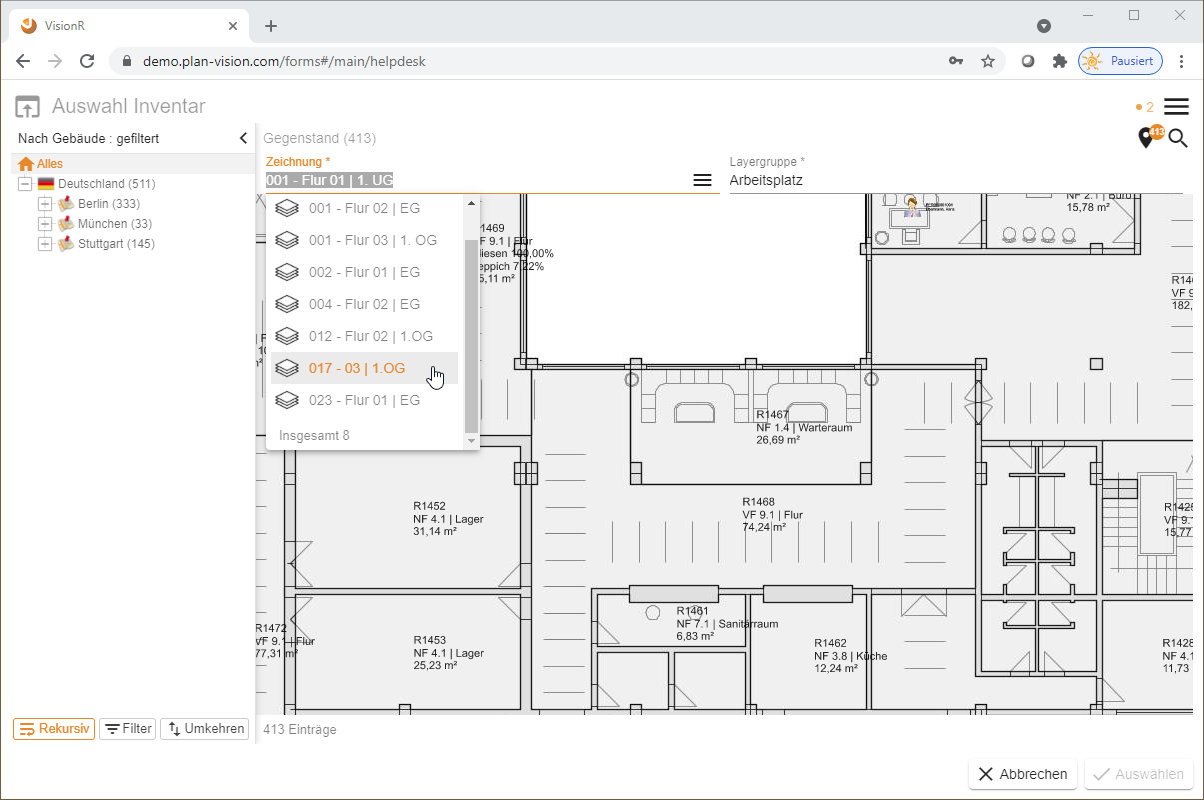 VisionR
demo.plan-vision.com/forms#/main/helpdesk
Pausiert
Auswahl Inventar
2
Nach Gebäude : gefiltert
Gegenstand (413)
413
Alles
Deutschland (511)
Berlin (333)
München (33)
Stuttgart (145)
Zeichnung *
001 - Flur 01 | 1. UG
Layergruppe *
Arbeitsplatz
001 - Flur 02 | EG
001 - Flur 03 | 1. OG
002 - Flur 01 | EG
004 - Flur 02 | EG
012 - Flur 02 | 1.OG
017 - 03 | 1.OG
023 - Flur 01 | EG
Insgesamt 8
1469
F 9.1 | Flur
liesen 100,00%
eppich 7,22%
5,11 m²
NF 2.1 | Büro
15,78 m²
R146
VF 9
182,
R1467
NF 1.4 | Warteraum
26,69 m²
R1468
VF 9.1 | Flur
74,24 m²
R1452
NF 4.1 | Lager
31,14 m²
R1425
VF 9.
15,77
R1472
VF 9.1 | Flur
77,31 m²
R1453
NF 4.1 | Lager
25,23 m²
R1461
NF 7.1 | Sanitärraum
6,83 m²
R1462
NF 3.8 | Küche
12,24 m²
R1428
NF 4.1
11,73
Rekursiv
Filter
Umkehren
413 Einträge
Abbrechen
Auswählen